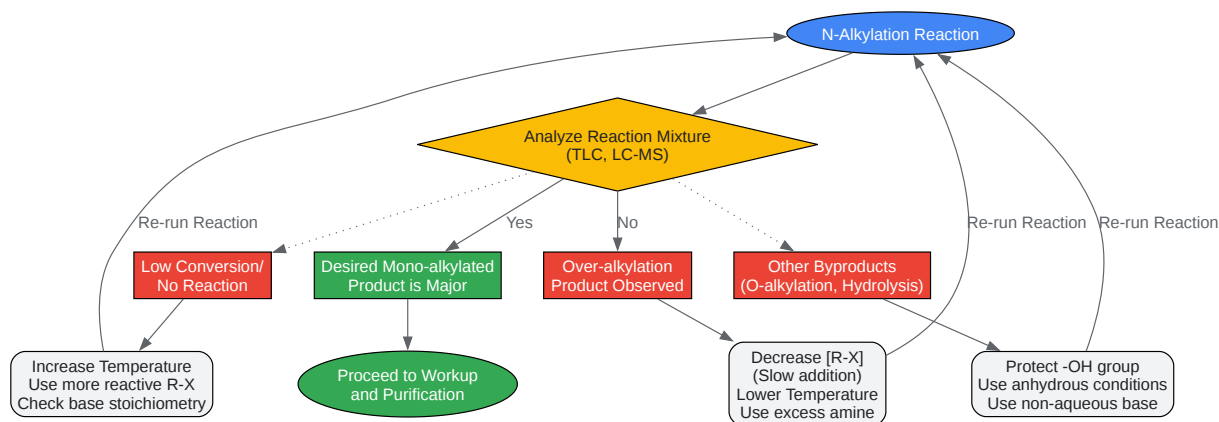 N-Alkylation Reaction
Analyze Reaction Mixture
(TLC, LC-MS)
Re-run Reaction
Yes
No
Re-run Reaction
Re-run Reaction
Low Conversion/
No Reaction
Desired Mono-alkylated
Product is Major
Over-alkylation
Product Observed
Other Byproducts
(O-alkylation, Hydrolysis)
Increase Temperature
Use more reactive R-X
Check base stoichiometry
Proceed to Workup
and Purification
Decrease [R-X]
(Slow addition)
Lower Temperature
Use excess amine
Protect -OH group
Use anhydrous conditions
Use non-aqueous base